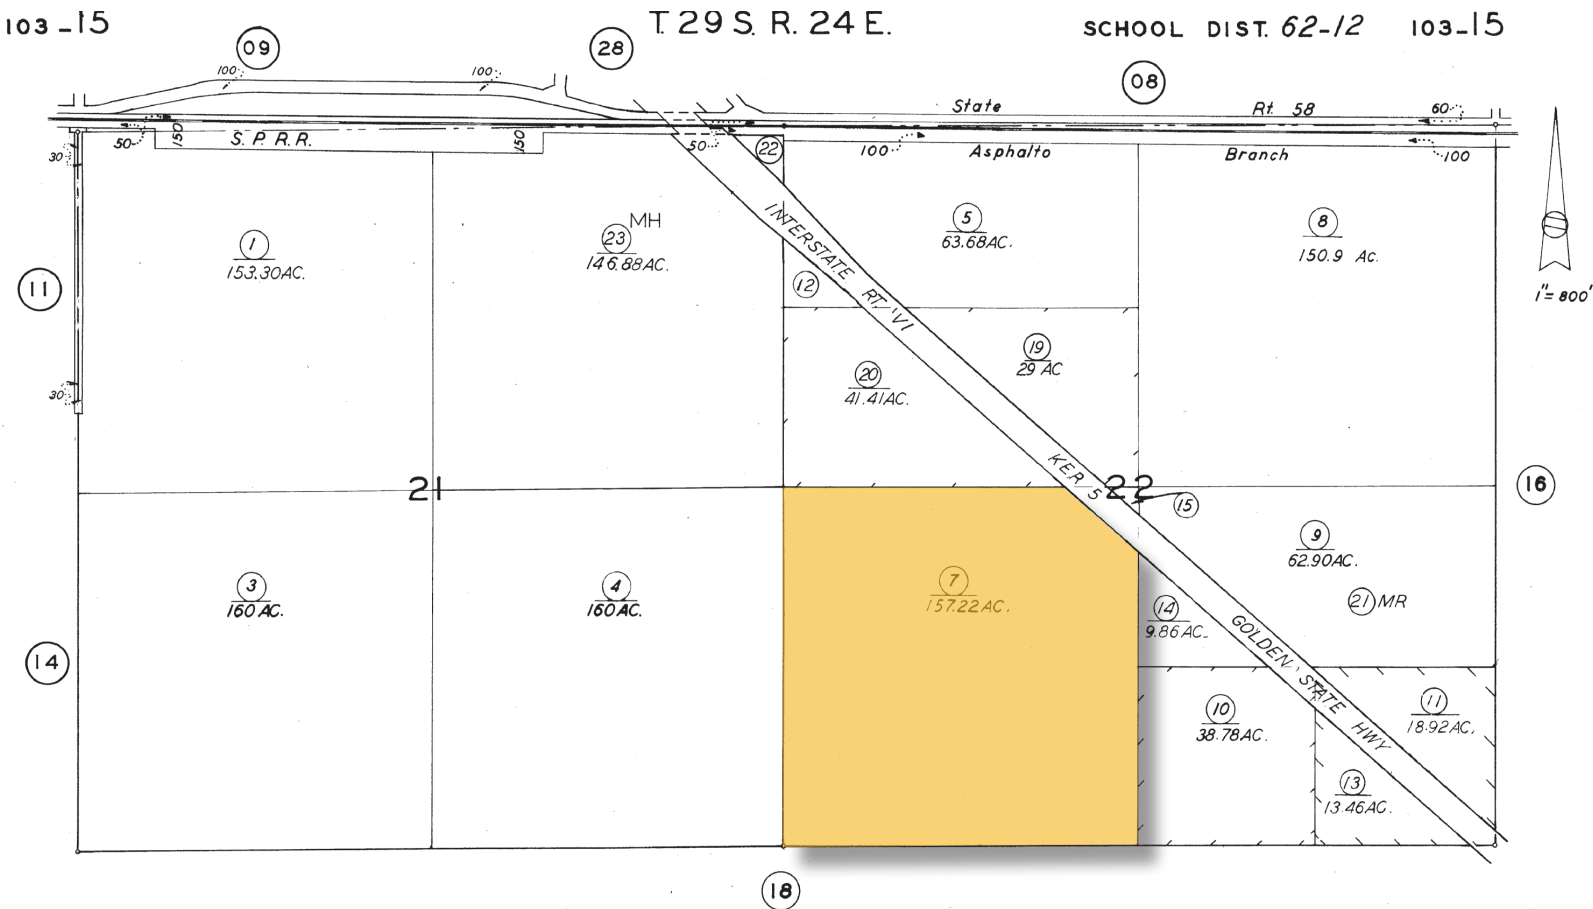 103-15
T. 29 S. R. 24 E.
SCHOOL DIST. 62-12 103-15
09
28
08
100
100
State Rt. 58
60
50
150
S. P. R. R.
150
50
22
100
Asphalto Branch
100
30
30
11
1
153.30AC.
23 MH
146.88AC.
5
63.68AC.
8
150.9 Ac.
1"=800'
12
INTERSTATE RT. VI
19
29 AC
20
41.41AC.
KER 5
21
22
15
16
9
62.90AC.
21 MR
3
160 AC.
4
160AC.
7
157.22AC.
14
9.86AC.
14
GOLDEN STATE HWY
10
38.78AC.
11
18.92AC.
13
13.46AC.
18